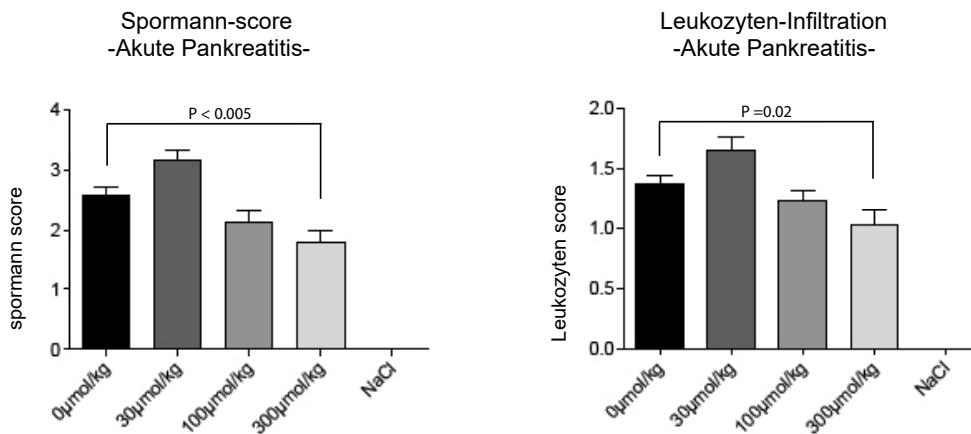 Spormann-score
-Akute Pankreatitis-
P < 0.005
4
3
2
1
0
spormann score
0µmol/kg
30µmol/kg
100µmol/kg
300µmol/kg
NaCl
Leukozyten-Infiltration
-Akute Pankreatitis-
P =0.02
2.0
1.5
1.0
0.5
0.0
Leukozyten score
0µmol/kg
30µmol/kg
100µmol/kg
300µmol/kg
NaCl